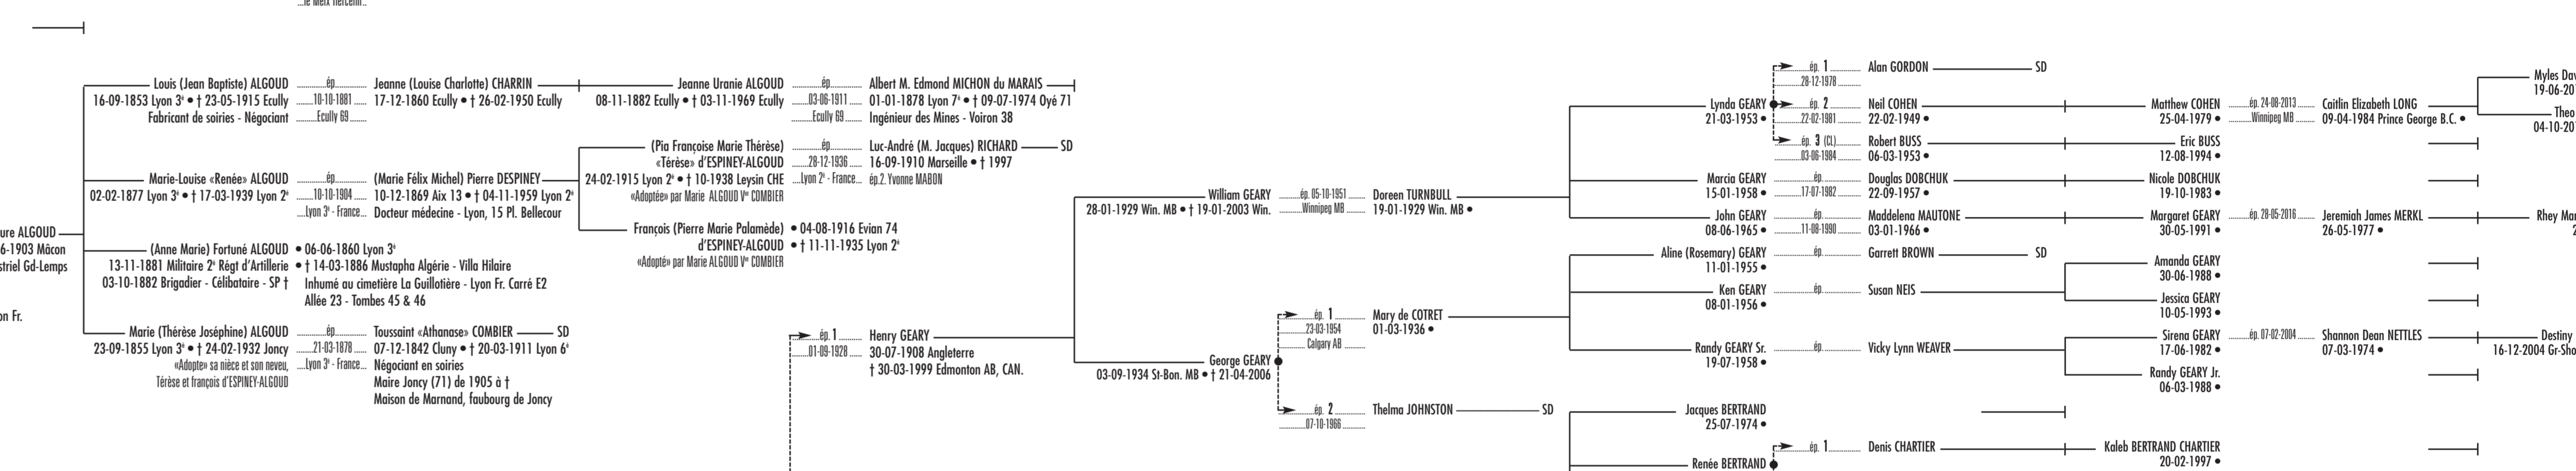 ...le Meix Tiercelin..
Louis (Jean Baptiste) ALGOUD
16-09-1853 Lyon 3e • † 23-05-1915 Ecully
Fabricant de soiries - Négociant
ép
10-10-1881
Ecully 69
Jeanne (Louise Charlotte) CHARRIN
17-12-1860 Ecully • † 26-02-1950 Ecully
Jeanne Uranie ALGOUD
08-11-1882 Ecully • † 03-11-1969 Ecully
ép
03-06-1911
Ecully 69
Albert M. Edmond MICHON du MARAIS
01-01-1878 Lyon 7e • † 09-07-1974 Oyé 71
Ingénieur des Mines - Voiron 38
Marie-Louise «Renée» ALGOUD
02-02-1877 Lyon 3e • † 17-03-1939 Lyon 2e
ép
10-10-1904
Lyon 3e - France
(Marie Félix Michel) Pierre DESPINEY
10-12-1869 Aix 13 • † 04-11-1959 Lyon 2e
Docteur médecine - Lyon, 15 Pl. Bellecour
(Pia Françoise Marie Thérèse)
«Térèse» d'ESPINEY-ALGOUD
24-02-1915 Lyon 2e • † 10-1938 Leysin CHE
«Adoptée» par Marie ALGOUD Vve COMBIER
ép
28-12-1936
Lyon 2e - France
Luc-André (M. Jacques) RICHARD
SD
16-09-1910 Marseille • † 1997
ép.2. Yvonne MABON
François (Pierre Marie Palamède)
d'ESPINEY-ALGOUD
«Adopté» par Marie ALGOUD Vve COMBIER
• 04-08-1916 Evian 74
• † 11-11-1935 Lyon 2e
ure ALGOUD
6-1903 Mâcon
striel Gd-Lemps
on Fr.
(Anne Marie) Fortuné ALGOUD
13-11-1881 Militaire 2e Régt d'Artillerie
03-10-1882 Brigadier - Célibataire - SP †
• 06-06-1860 Lyon 3e
• † 14-03-1886 Mustapha Algérie - Villa Hilaire
Inhumé au cimetière La Guillotière - Lyon Fr. Carré E2
Allée 23 - Tombes 45 & 46
Marie (Thérèse Joséphine) ALGOUD
23-09-1855 Lyon 3e • † 24-02-1932 Joncy
«Adopte» sa nièce et son neveu,
Térèse et françois d'ESPINEY-ALGOUD
ép
21-03-1878
Lyon 3e - France
Toussaint «Athanase» COMBIER
SD
07-12-1842 Cluny • † 20-03-1911 Lyon 6e
Négociant en soiries
Maire Joncy (71) de 1905 à †
Maison de Marnand, faubourg de Joncy
ép. 1
01-09-1928
Henry GEARY
30-07-1908 Angleterre
† 30-03-1999 Edmonton AB, CAN.
William GEARY
28-01-1929 Win. MB • † 19-01-2003 Win.
ép. 05-10-1951
Winnipeg MB
Doreen TURNBULL
19-01-1929 Win. MB •
George GEARY
03-09-1934 St-Bon. MB • † 21-04-2006
ép. 1
23-03-1954
Calgary AB
Mary de COTRET
01-03-1936 •
ép. 2
07-10-1966
Thelma JOHNSTON
SD
Lynda GEARY
21-03-1953 •
ép. 1
28-12-1978
Alan GORDON
SD
ép. 2
22-02-1981
Neil COHEN
22-02-1949 •
ép. 3 (CL)
03-06-1984
Robert BUSS
06-03-1953 •
Matthew COHEN
25-04-1979 •
ép. 24-08-2013
Winnipeg MB
Caitlin Elizabeth LONG
09-04-1984 Prince George B.C. •
Myles Dav
19-06-20
Theo
04-10-20
Eric BUSS
12-08-1994 •
Marcia GEARY
15-01-1958 •
ép
17-07-1982
Douglas DOBCHUK
22-09-1957 •
Nicole DOBCHUK
19-10-1983 •
John GEARY
08-06-1965 •
ép
11-08-1990
Maddelena MAUTONE
03-01-1966 •
Margaret GEARY
30-05-1991 •
ép. 28-05-2016
Jeremiah James MERKL
26-05-1977 •
Rhey Mar
2
Aline (Rosemary) GEARY
11-01-1955 •
ép
Garrett BROWN
SD
Ken GEARY
08-01-1956 •
ép
Susan NEIS
Amanda GEARY
30-06-1988 •
Jessica GEARY
10-05-1993 •
Randy GEARY Sr.
19-07-1958 •
ép
Vicky Lynn WEAVER
Sirena GEARY
17-06-1982 •
ép. 07-02-2004
Shannon Dean NETTLES
07-03-1974 •
Destiny
16-12-2004 Gr-Sho
Randy GEARY Jr.
06-03-1988 •
Jacques BERTRAND
25-07-1974 •
Renée BERTRAND
ép. 1
Denis CHARTIER
Kaleb BERTRAND CHARTIER
20-02-1997 •